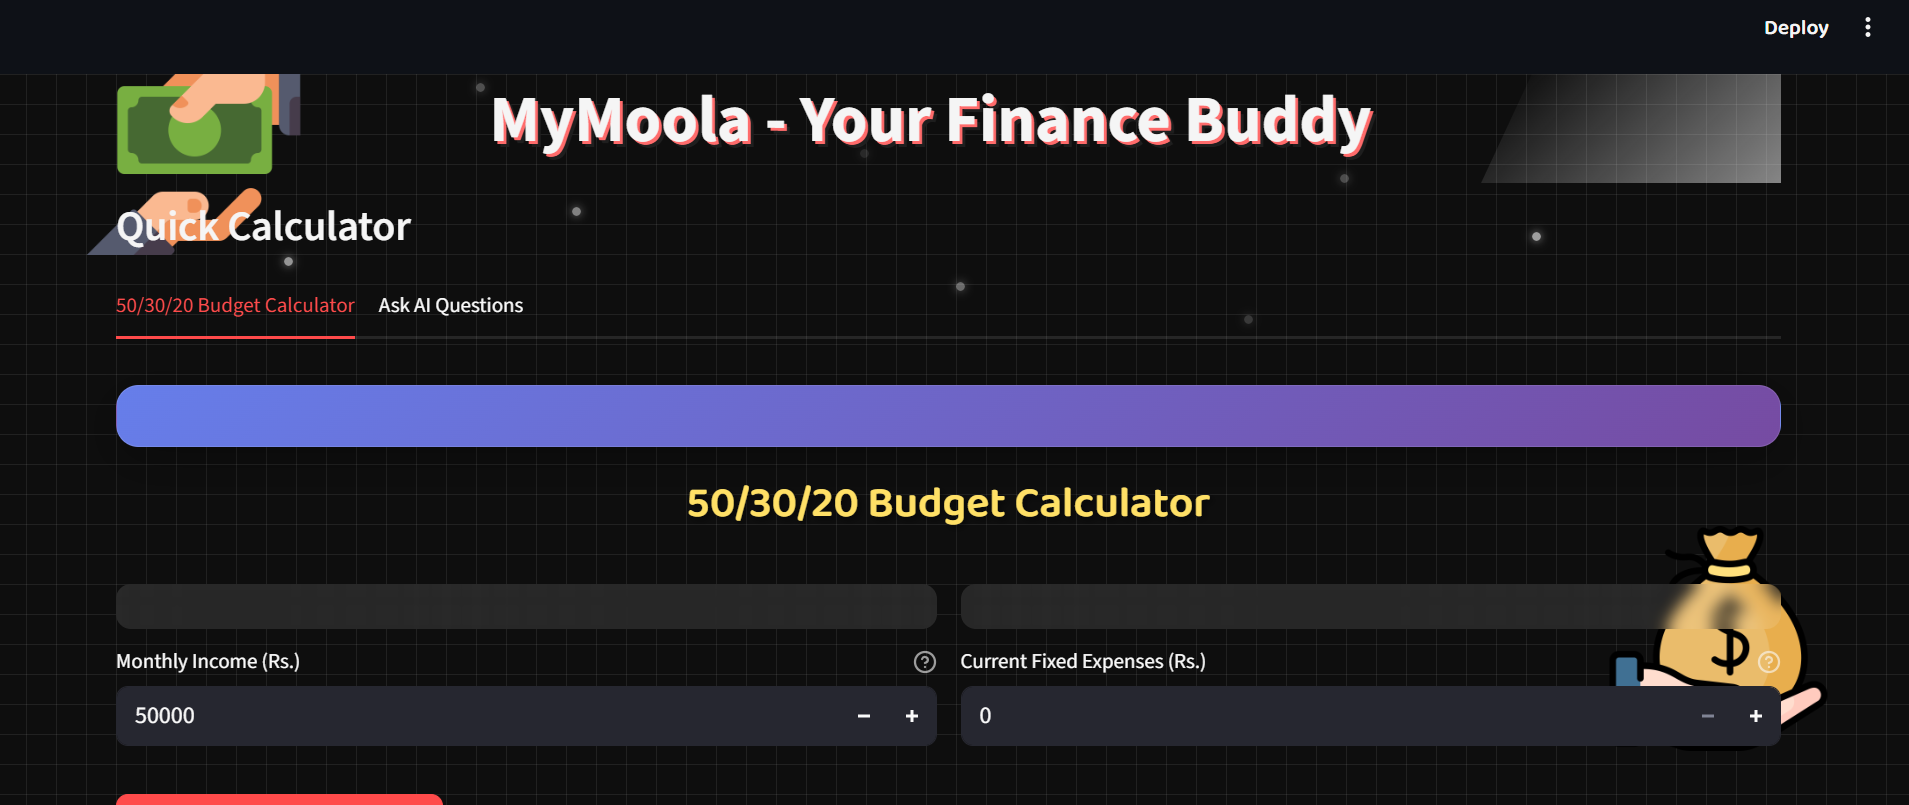 Deploy
MyMoola - Your Finance Buddy
Quick Calculator
50/30/20 Budget Calculator
Ask AI Questions
50/30/20 Budget Calculator
Monthly Income (Rs.)
Current Fixed Expenses (Rs.)
50000
0